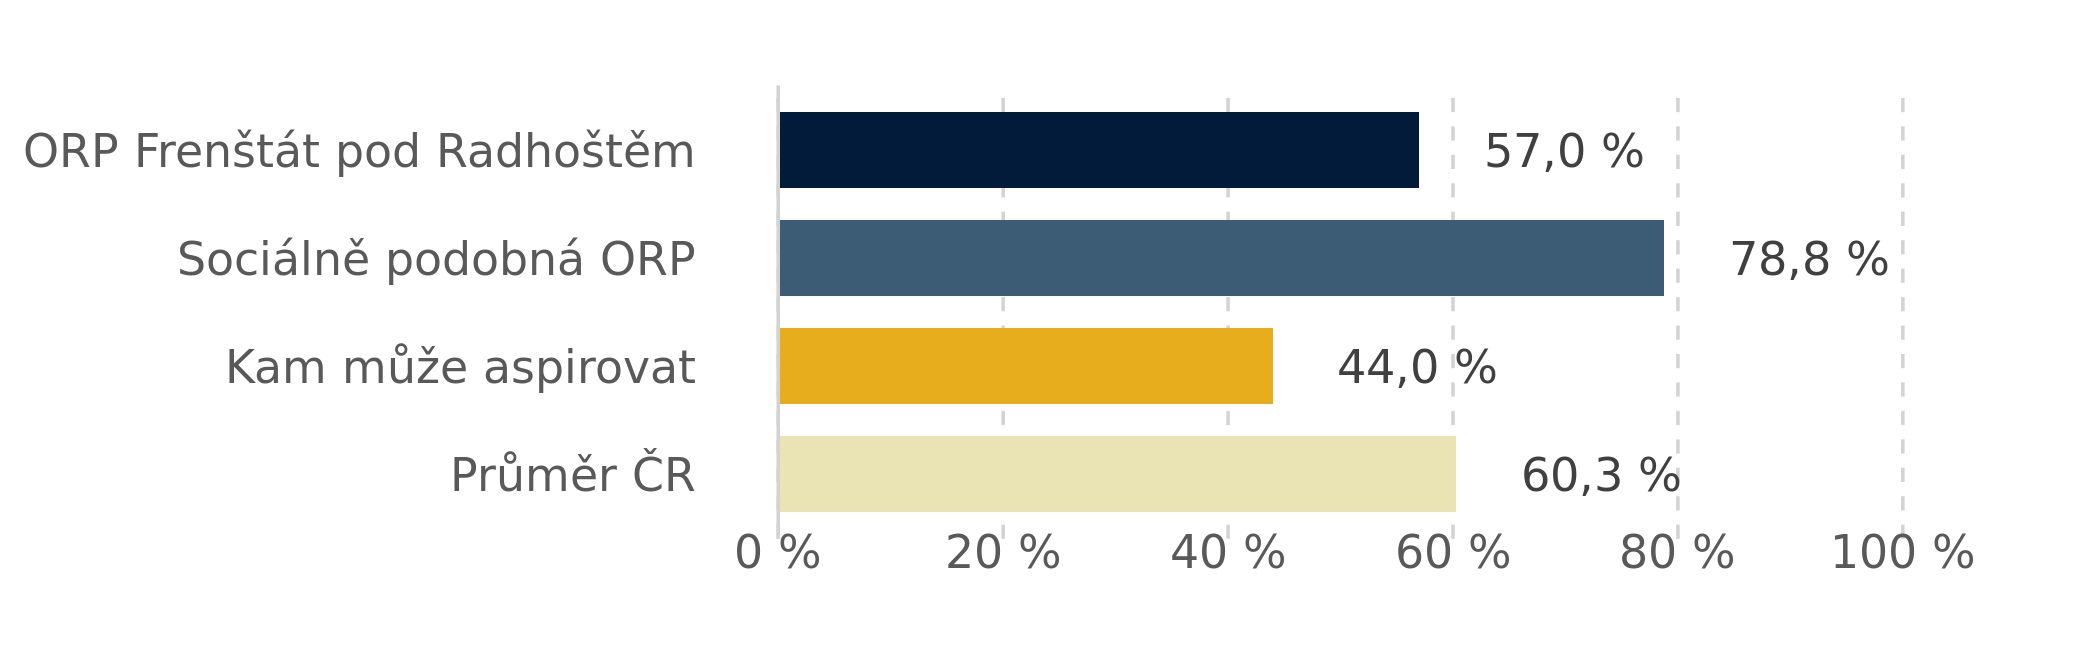 ORP Frenštát pod Radhoštěm 57,0 %
Sociálně podobná ORP 78,8 %
Kam může aspirovat 44,0 %
Průměr ČR 60,3 %
0 % 20 % 40 % 60 % 80 % 100 %